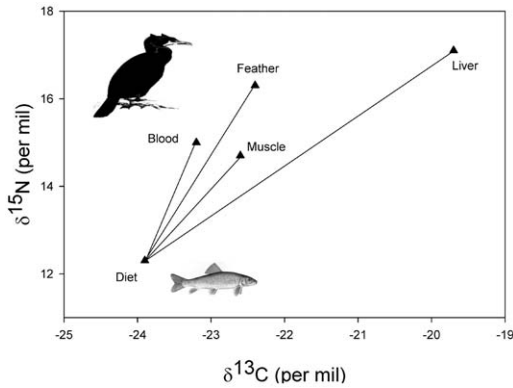 18
16
14
12
δ15N (per mil)
Feather
Liver
Blood
Muscle
Diet
-25
-24
-23
-22
-21
-20
-19
δ13C (per mil)